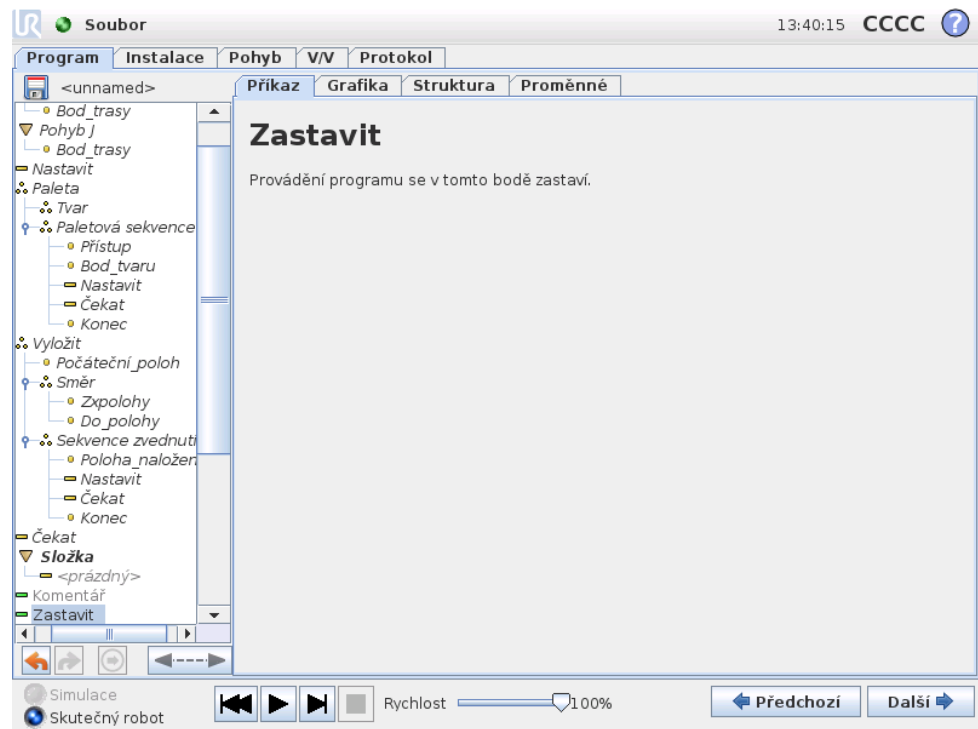 UR Soubor 13:40:15 CCCC ?
Program Instalace Pohyb V/V Protokol
<unnamed>
Příkaz Grafika Struktura Proměnné
Bod_trasy
Pohyb J
Bod_trasy
Nastavit
Paleta
Tvar
Paletová sekvence
Přístup
Bod_tvaru
Nastavit
Čekat
Konec
Vyložit
Počáteční_poloh
Směr
Zxpolohy
Do_polohy
Sekvence zvednuti
Poloha_naložen
Nastavit
Čekat
Konec
Čekat
Složka
<prázdný>
Komentář
Zastavit
Zastavit
Provádění programu se v tomto bodě zastaví.
Simulace
Skutečný robot
Rychlost 100%
Předchozí Další